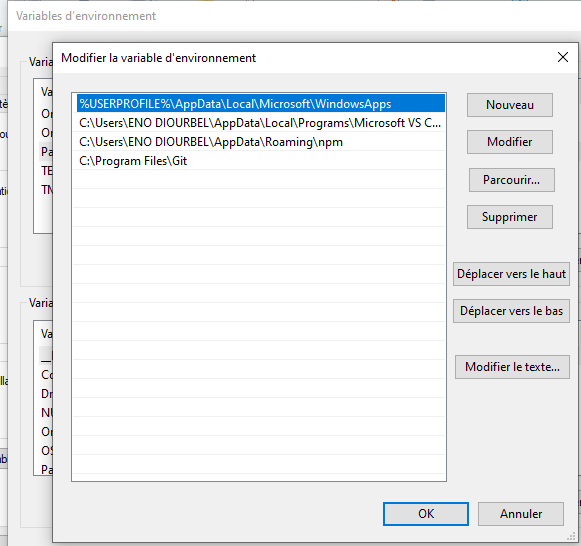 Variables d'environnement
Modifier la variable d'environnement
%USERPROFILE%\AppData\Local\Microsoft\WindowsApps
C:\Users\ENO DIOURBEL\AppData\Local\Programs\Microsoft VS C...
C:\Users\ENO DIOURBEL\AppData\Roaming\npm
C:\Program Files\Git
Nouveau
Modifier
Parcourir...
Supprimer
Déplacer vers le haut
Déplacer vers le bas
Modifier le texte...
OK
Annuler
Varia
Va
On
On
Pa
TE
TN
Varia
Va
Co
Dr
NU
On
OS
Pa